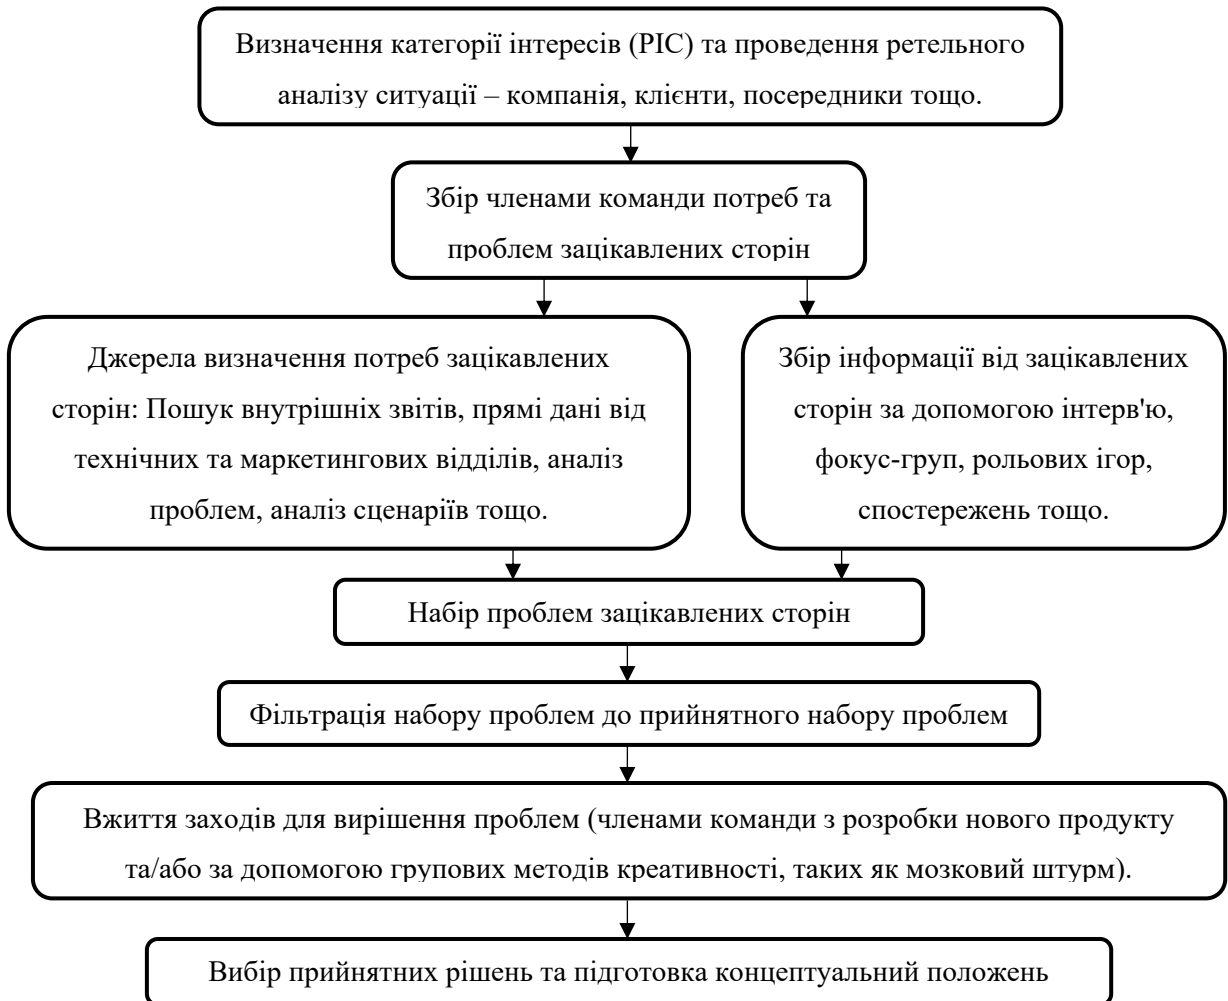 Визначення категорії інтересів (PIC) та проведення ретельного
аналізу ситуації – компанія, клієнти, посередники тощо.
Збір членами команди потреб та
проблем зацікавлених сторін
Джерела визначення потреб зацікавлених
сторін: Пошук внутрішніх звітів, прямі дані від
технічних та маркетингових відділів, аналіз
проблем, аналіз сценаріїв тощо.
Збір інформації від зацікавлених
сторін за допомогою інтерв'ю,
фокус-груп, рольових ігор,
спостережень тощо.
Набір проблем зацікавлених сторін
Фільтрація набору проблем до прийнятного набору проблем
Вжиття заходів для вирішення проблем (членами команди з розробки нового продукту
та/або за допомогою групових методів креативності, таких як мозковий штурм).
Вибір прийнятних рішень та підготовка концептуальний положень